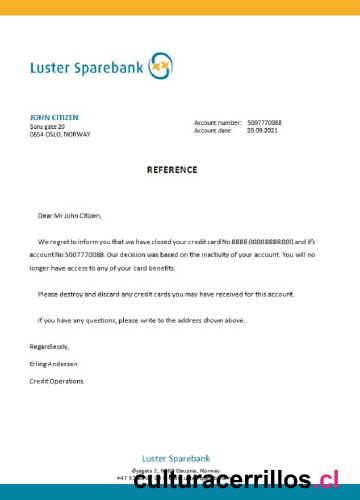 Luster Sparebank
JOHN CITIZEN
Sons gate 20
0654 OSLO, NORWAY
Account number: 5007770088
Account date: 20.09.2021
REFERENCE
Dear Mr John Citizen,
We regret to inform you that we have closed your credit card No 8888 0000 8888 000 and it's
account No 5007770088. Our decision was based on the inactivity of your account. You will no
longer have access to any of your card benefits.
Please destroy and discard any credit cards you may have received for this account.
If you have any questions, please write to the address shown above.
Regardlessly,
Erling Andersen
Credit Operations
Luster Sparebank
Øyagata 2, Gaupne, Norway
+47
culturacerrillos.cl